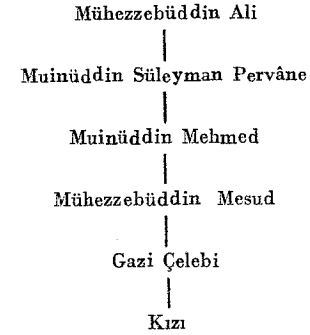 Mühezzebüddin Ali
Muinüddin Süleyman Pervâne
Muinüddin Mehmed
Mühezzebüddin Mesud
Gazi Çelebi
Kızı